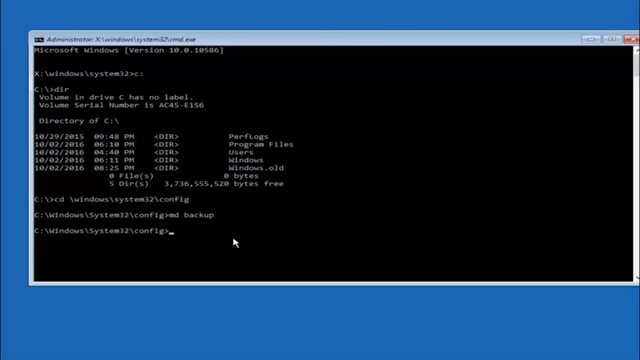 Administrator: X:\windows\system32\cmd.exe
Microsoft Windows [Version 10.0.10586]
X:\windows\system32>c:
C:\>dir
Volume in drive C has no label.
Volume Serial Number is AC45-E156
Directory of C:\
10/29/2015 09:48 PM <DIR> PerfLogs
10/02/2016 06:10 PM <DIR> Program Files
10/02/2016 04:40 PM <DIR> Users
10/02/2016 06:11 PM <DIR> Windows
10/02/2016 08:25 PM <DIR> Windows.old
0 File(s) 0 bytes
5 Dir(s) 3,736,555,520 bytes free
C:\>cd \windows\system32\config
C:\Windows\System32\config>md backup
C:\Windows\System32\config>_